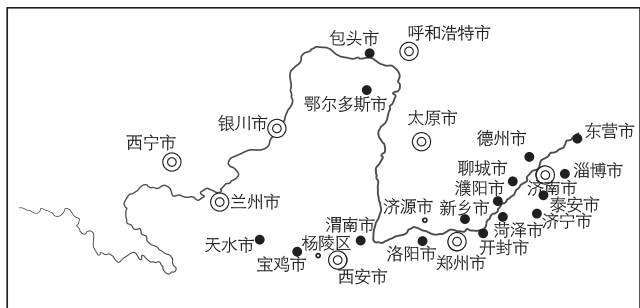 呼和浩特市
包头市
鄂尔多斯市
银川市
太原市
东营市
德州市
西宁市
聊城市
淄博市
濮阳市
济南市
兰州市
济源市
新乡市
泰安市
济宁市
渭南市
菏泽市
天水市
杨陵区
洛阳市
开封市
宝鸡市
郑州市
西安市